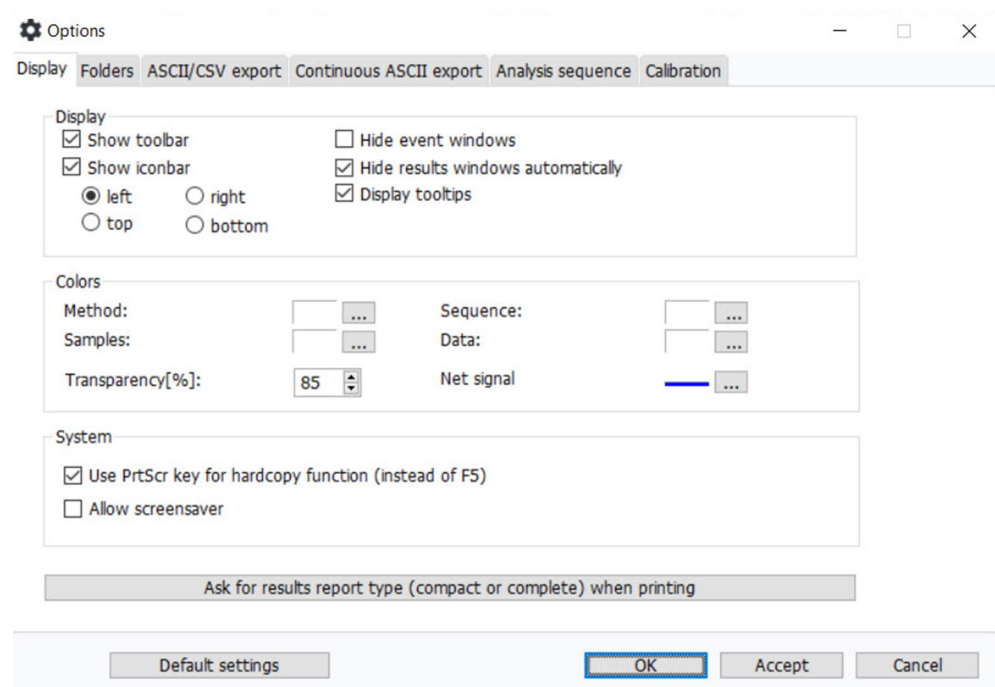 Options
Display Folders ASCII/CSV export Continuous ASCII export Analysis sequence Calibration
Display
Show toolbar
Hide event windows
Show iconbar
Hide results windows automatically
left right
Display tooltips
top bottom
Colors
Method: ... Sequence: ...
Samples: ... Data: ...
Transparency[%]: 85 Net signal ...
System
Use PrtScr key for hardcopy function (instead of F5)
Allow screensaver
Ask for results report type (compact or complete) when printing
Default settings OK Accept Cancel